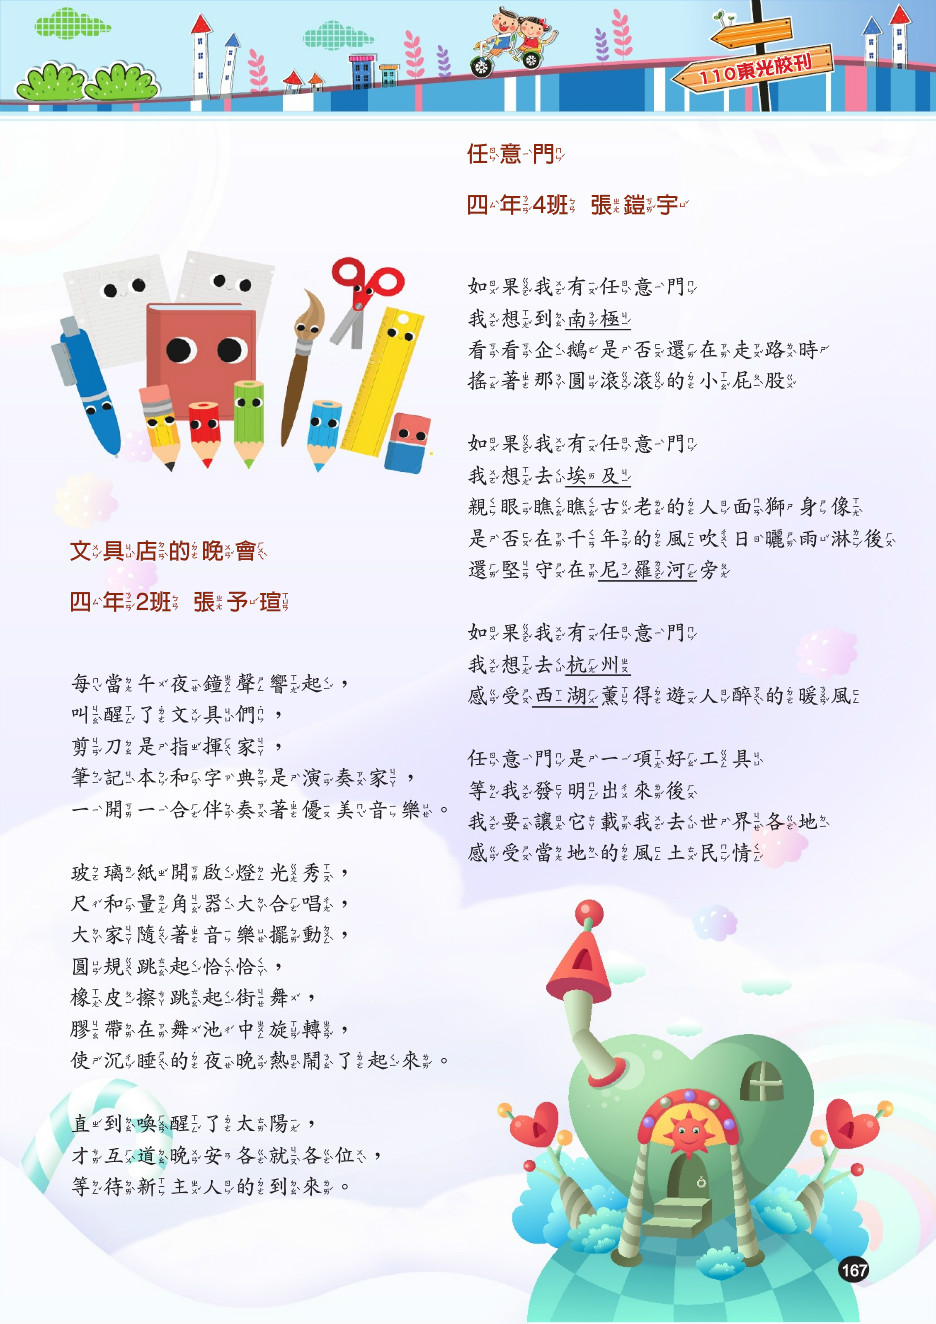 110東光校刊
文具店的晚會
四年2班 張予瑄
每當午夜鐘聲響起，
叫醒了文具們，
剪刀是指揮家，
筆記本和字典是演奏家，
一開一合伴奏著優美音樂。
玻璃紙開啟燈光秀，
尺和量角器大合唱，
大家隨著音樂擺動，
圓規跳起恰恰，
橡皮擦跳起街舞，
膠帶在舞池中旋轉，
使沉睡的夜晚熱鬧了起來。
直到喚醒了太陽，
才互道晚安各就各位，
等待新主人的到來。
任意門
四年4班 張鎧宇
如果我有任意門
我想到南極
看看企鵝是否還在走路時
搖著那圓滾滾的小屁股
如果我有任意門
我想去埃及
親眼瞧瞧古老的人面獅身像
是否在千年的風吹日曬雨淋後
還堅守在尼羅河旁
如果我有任意門
我想去杭州
感受西湖薰得遊人醉的暖風
任意門是一項好工具
等我發明出來後
我要讓它載我去世界各地
感受當地的風土民情
167